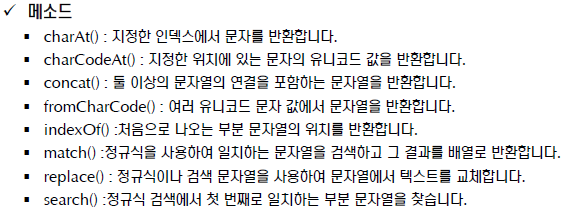 ✓ 메소드
▪ charAt() : 지정한 인덱스에서 문자를 반환합니다.
▪ charCodeAt() : 지정한 위치에 있는 문자의 유니코드 값을 반환합니다.
▪ concat() : 둘 이상의 문자열의 연결을 포함하는 문자열을 반환합니다.
▪ fromCharCode() : 여러 유니코드 문자 값에서 문자열을 반환합니다.
▪ indexOf() :처음으로 나오는 부분 문자열의 위치를 반환합니다.
▪ match() :정규식을 사용하여 일치하는 문자열을 검색하고 그 결과를 배열로 반환합니다.
▪ replace() : 정규식이나 검색 문자열을 사용하여 문자열에서 텍스트를 교체합니다.
▪ search() :정규식 검색에서 첫 번째로 일치하는 부분 문자열을 찾습니다.